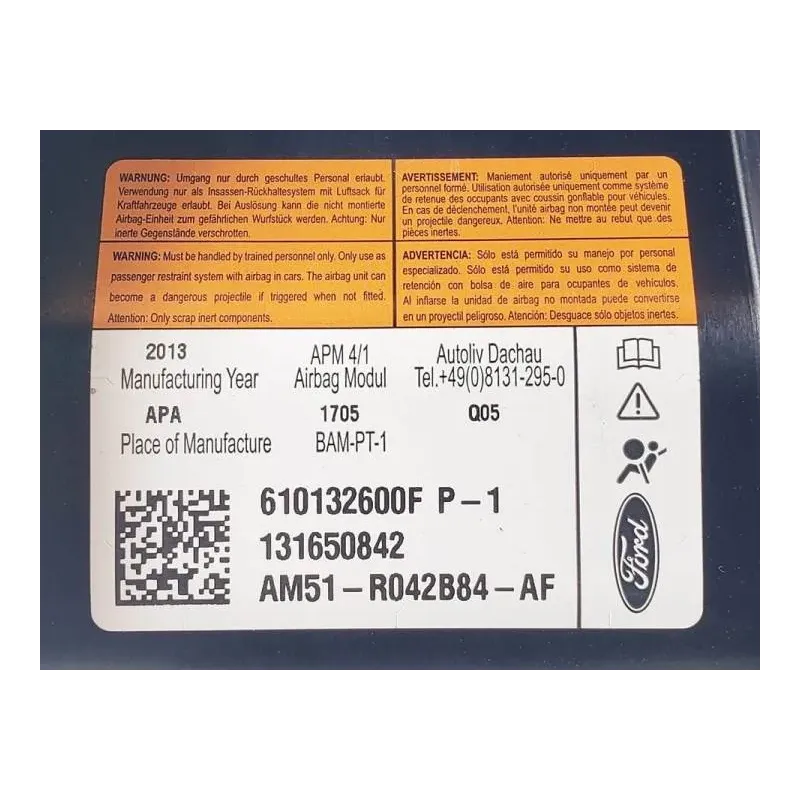 WARNUNG: Umgang nur durch geschultes Personal erlaubt.
Verwendung nur als Insassen-Rückhaltesystem mit Luftsack für
Kraftfahrzeuge erlaubt. Bei Auslösung kann die nicht montierte
Airbag-Einheit zum gefährlichen Wurfstück werden. Achtung: Nur
inerte Gegenstände verschrotten.
AVERTISSEMENT: Maniement autorisé uniquement par un
personnel formé. Utilisation autorisée uniquement comme système
de retenue des occupants avec coussin gonflable pour véhicules.
En cas de déclenchement, l'unité airbag non montée peut devenir
un projectile dangereux. Attention: Ne mettre au rebut que des
pièces inertes.
WARNING: Must be handled by trained personnel only. Only use as
passenger restraint system with airbag in cars. The airbag unit can
become a dangerous projectile if triggered when not fitted.
Attention: Only scrap inert components.
ADVERTENCIA: Sólo está permitido su manejo por personal
especializado. Sólo está permitido su uso como sistema de
retención con bolsa de aire para ocupantes de vehículos.
Al inflarse la unidad de airbag no montada puede convertirse
en un proyectil peligroso. Atención: Desguace sólo objetos inertes.
2013 APM 4/1 Autoliv Dachau
Manufacturing Year Airbag Modul Tel.+49(0)8131-295-0
APA 1705 Q05
Place of Manufacture BAM-PT-1
610132600F P-1
131650842
AM51-R042B84-AF
Ford